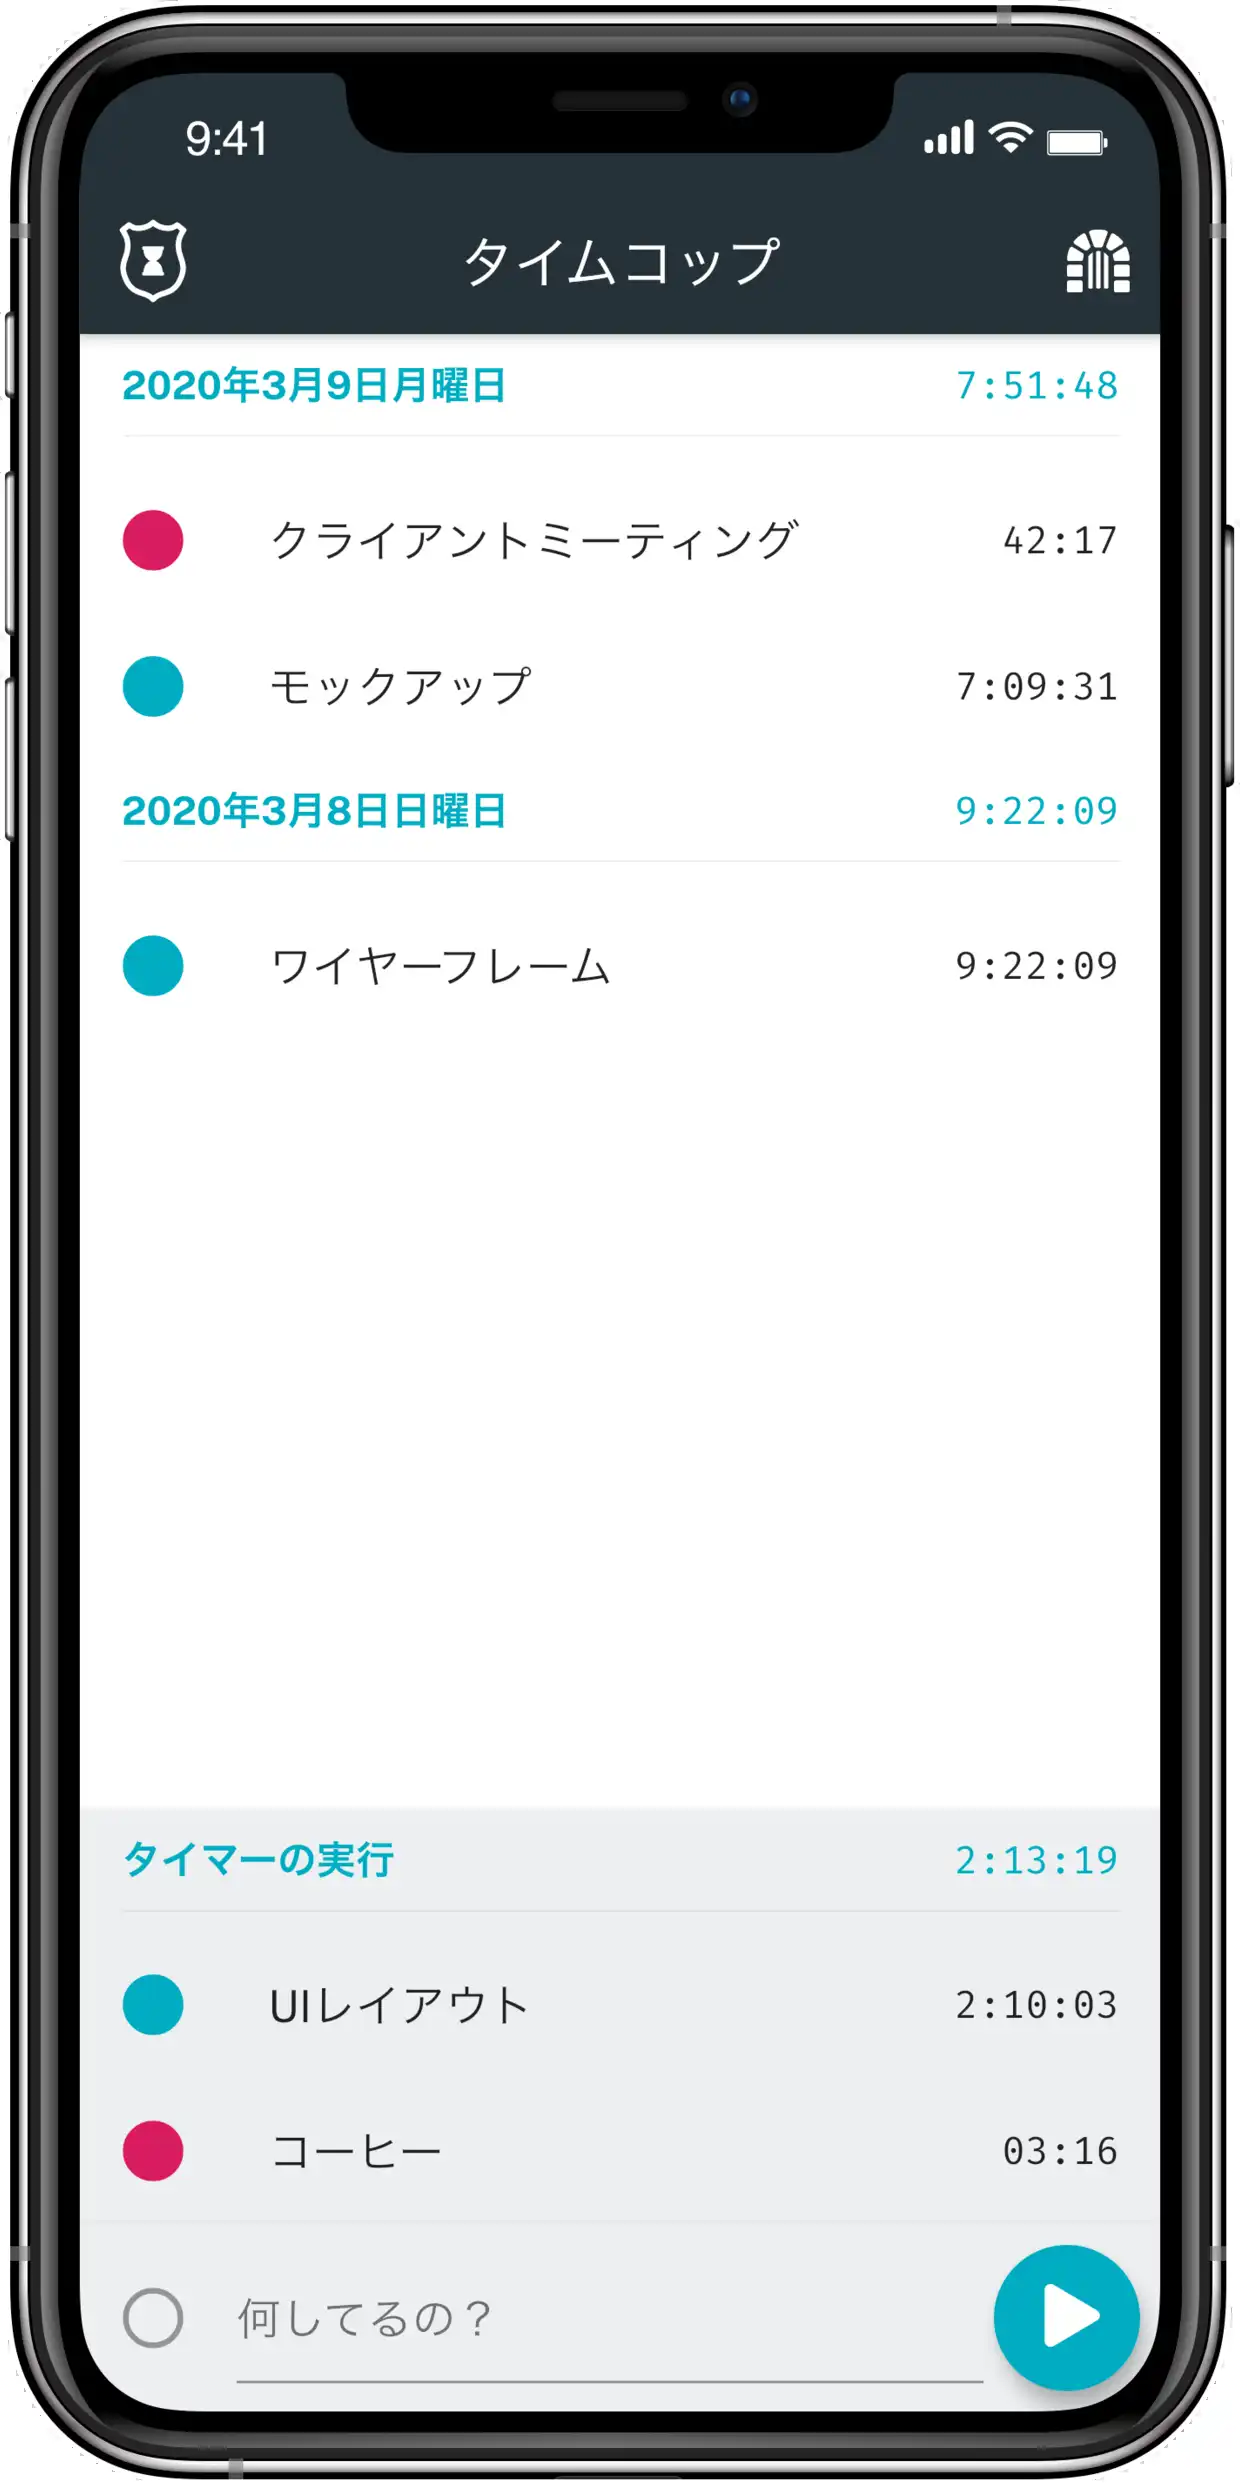 9:41
タイムコップ
2020年3月9日月曜日 7:51:48
クライアントミーティング 42:17
モックアップ 7:09:31
2020年3月8日日曜日 9:22:09
ワイヤーフレーム 9:22:09
タイマーの実行 2:13:19
UIレイアウト 2:10:03
コーヒー 03:16
何してるの？